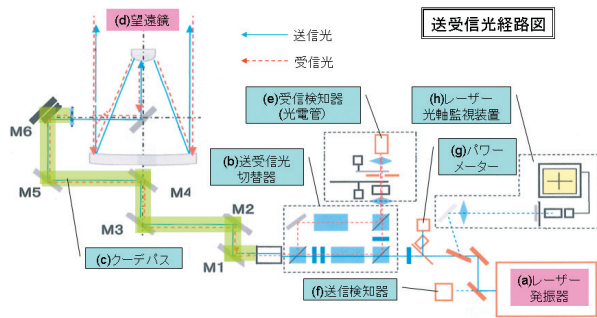 送受信光経路図
(d)望遠鏡
送信光
受信光
(e)受信検知器
(光電管)
(h)レーザー
光軸監視装置
(g)パワー
メーター
(b)送受信光
切替器
M6
M5
M4
M3
M2
M1
(c)クーデパス
(f)送信検知器
(a)レーザー
発振器